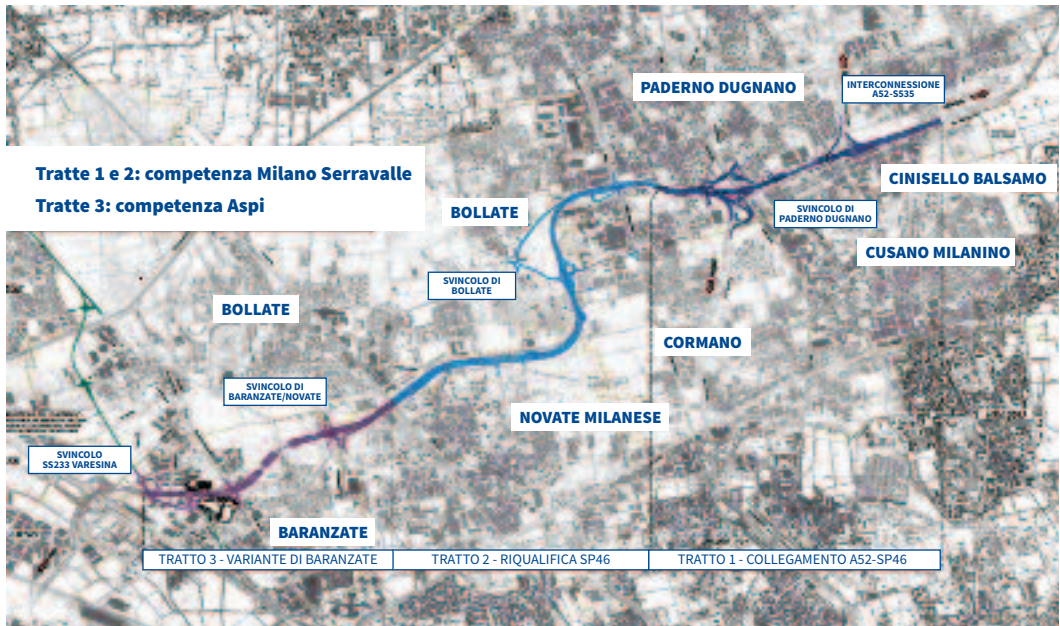 PADERNO DUGNANO
INTERCONNESSIONE
A52-S535
Tratte 1 e 2: competenza Milano Serravalle
Tratte 3: competenza Aspi
CINISELLO BALSAMO
BOLLATE
SVINCOLO DI
PADERNO DUGNANO
CUSANO MILANINO
SVINCOLO DI
BOLLATE
BOLLATE
CORMANO
SVINCOLO DI
BARANZATE/NOVATE
NOVATE MILANESE
SVINCOLO
SS233 VARESINA
BARANZATE
TRATTO 3 - VARIANTE DI BARANZATE
TRATTO 2 - RIQUALIFICA SP46
TRATTO 1 - COLLEGAMENTO A52-SP46